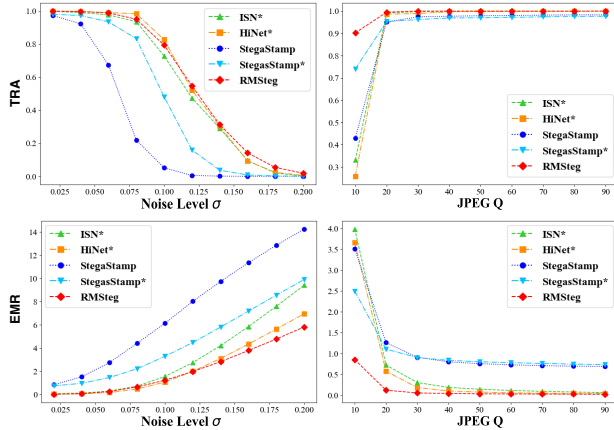 TRA
1.0
0.8
0.6
0.4
0.2
0.0
ISN*
HiNet*
StegaStamp
StegasStamp*
RMSteg
0.025 0.050 0.075 0.100 0.125 0.150 0.175 0.200
Noise Level σ
1.0
0.9
0.8
0.7
0.6
0.5
0.4
0.3
ISN*
HiNet*
StegaStamp
StegasStamp*
RMSteg
10 20 30 40 50 60 70 80 90
JPEG Q
EMR
14
12
10
8
6
4
2
0
ISN*
HiNet*
StegaStamp
StegasStamp*
RMSteg
0.025 0.050 0.075 0.100 0.125 0.150 0.175 0.200
Noise Level σ
4.0
3.5
3.0
2.5
2.0
1.5
1.0
0.5
0.0
ISN*
HiNet*
StegaStamp
StegasStamp*
RMSteg
10 20 30 40 50 60 70 80 90
JPEG Q